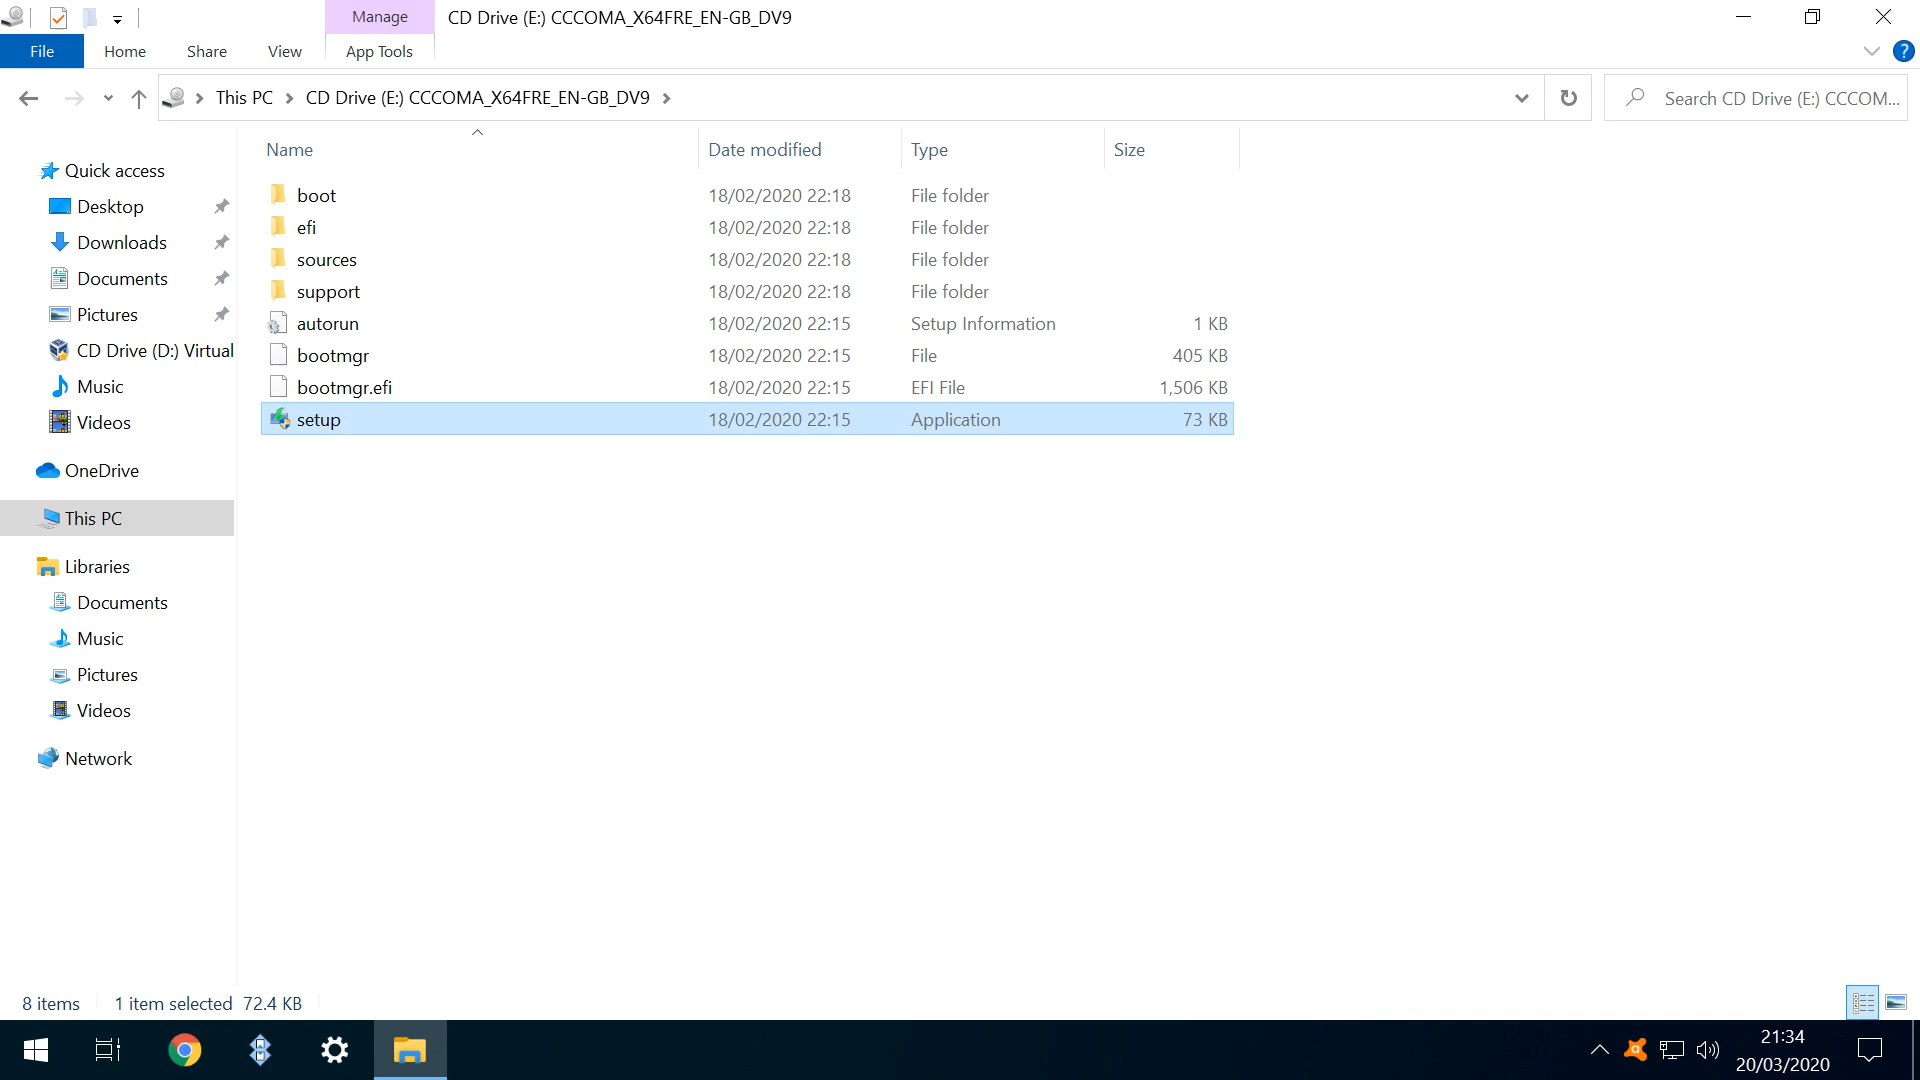 Manage
CD Drive (E:) CCCOMA_X64FRE_EN-GB_DV9
File
Home
Share
View
App Tools
?
This PC
CD Drive (E:) CCCOMA_X64FRE_EN-GB_DV9
Search CD Drive (E:) CCCOM...
Name
Date modified
Type
Size
Quick access
Desktop
Downloads
Documents
Pictures
CD Drive (D:) Virtual
Music
Videos
OneDrive
This PC
Libraries
Documents
Music
Pictures
Videos
Network
boot 18/02/2020 22:18 File folder
efi 18/02/2020 22:18 File folder
sources 18/02/2020 22:18 File folder
support 18/02/2020 22:18 File folder
autorun 18/02/2020 22:15 Setup Information 1 KB
bootmgr 18/02/2020 22:15 File 405 KB
bootmgr.efi 18/02/2020 22:15 EFI File 1,506 KB
setup 18/02/2020 22:15 Application 73 KB
8 items
1 item selected 72.4 KB
21:34
20/03/2020